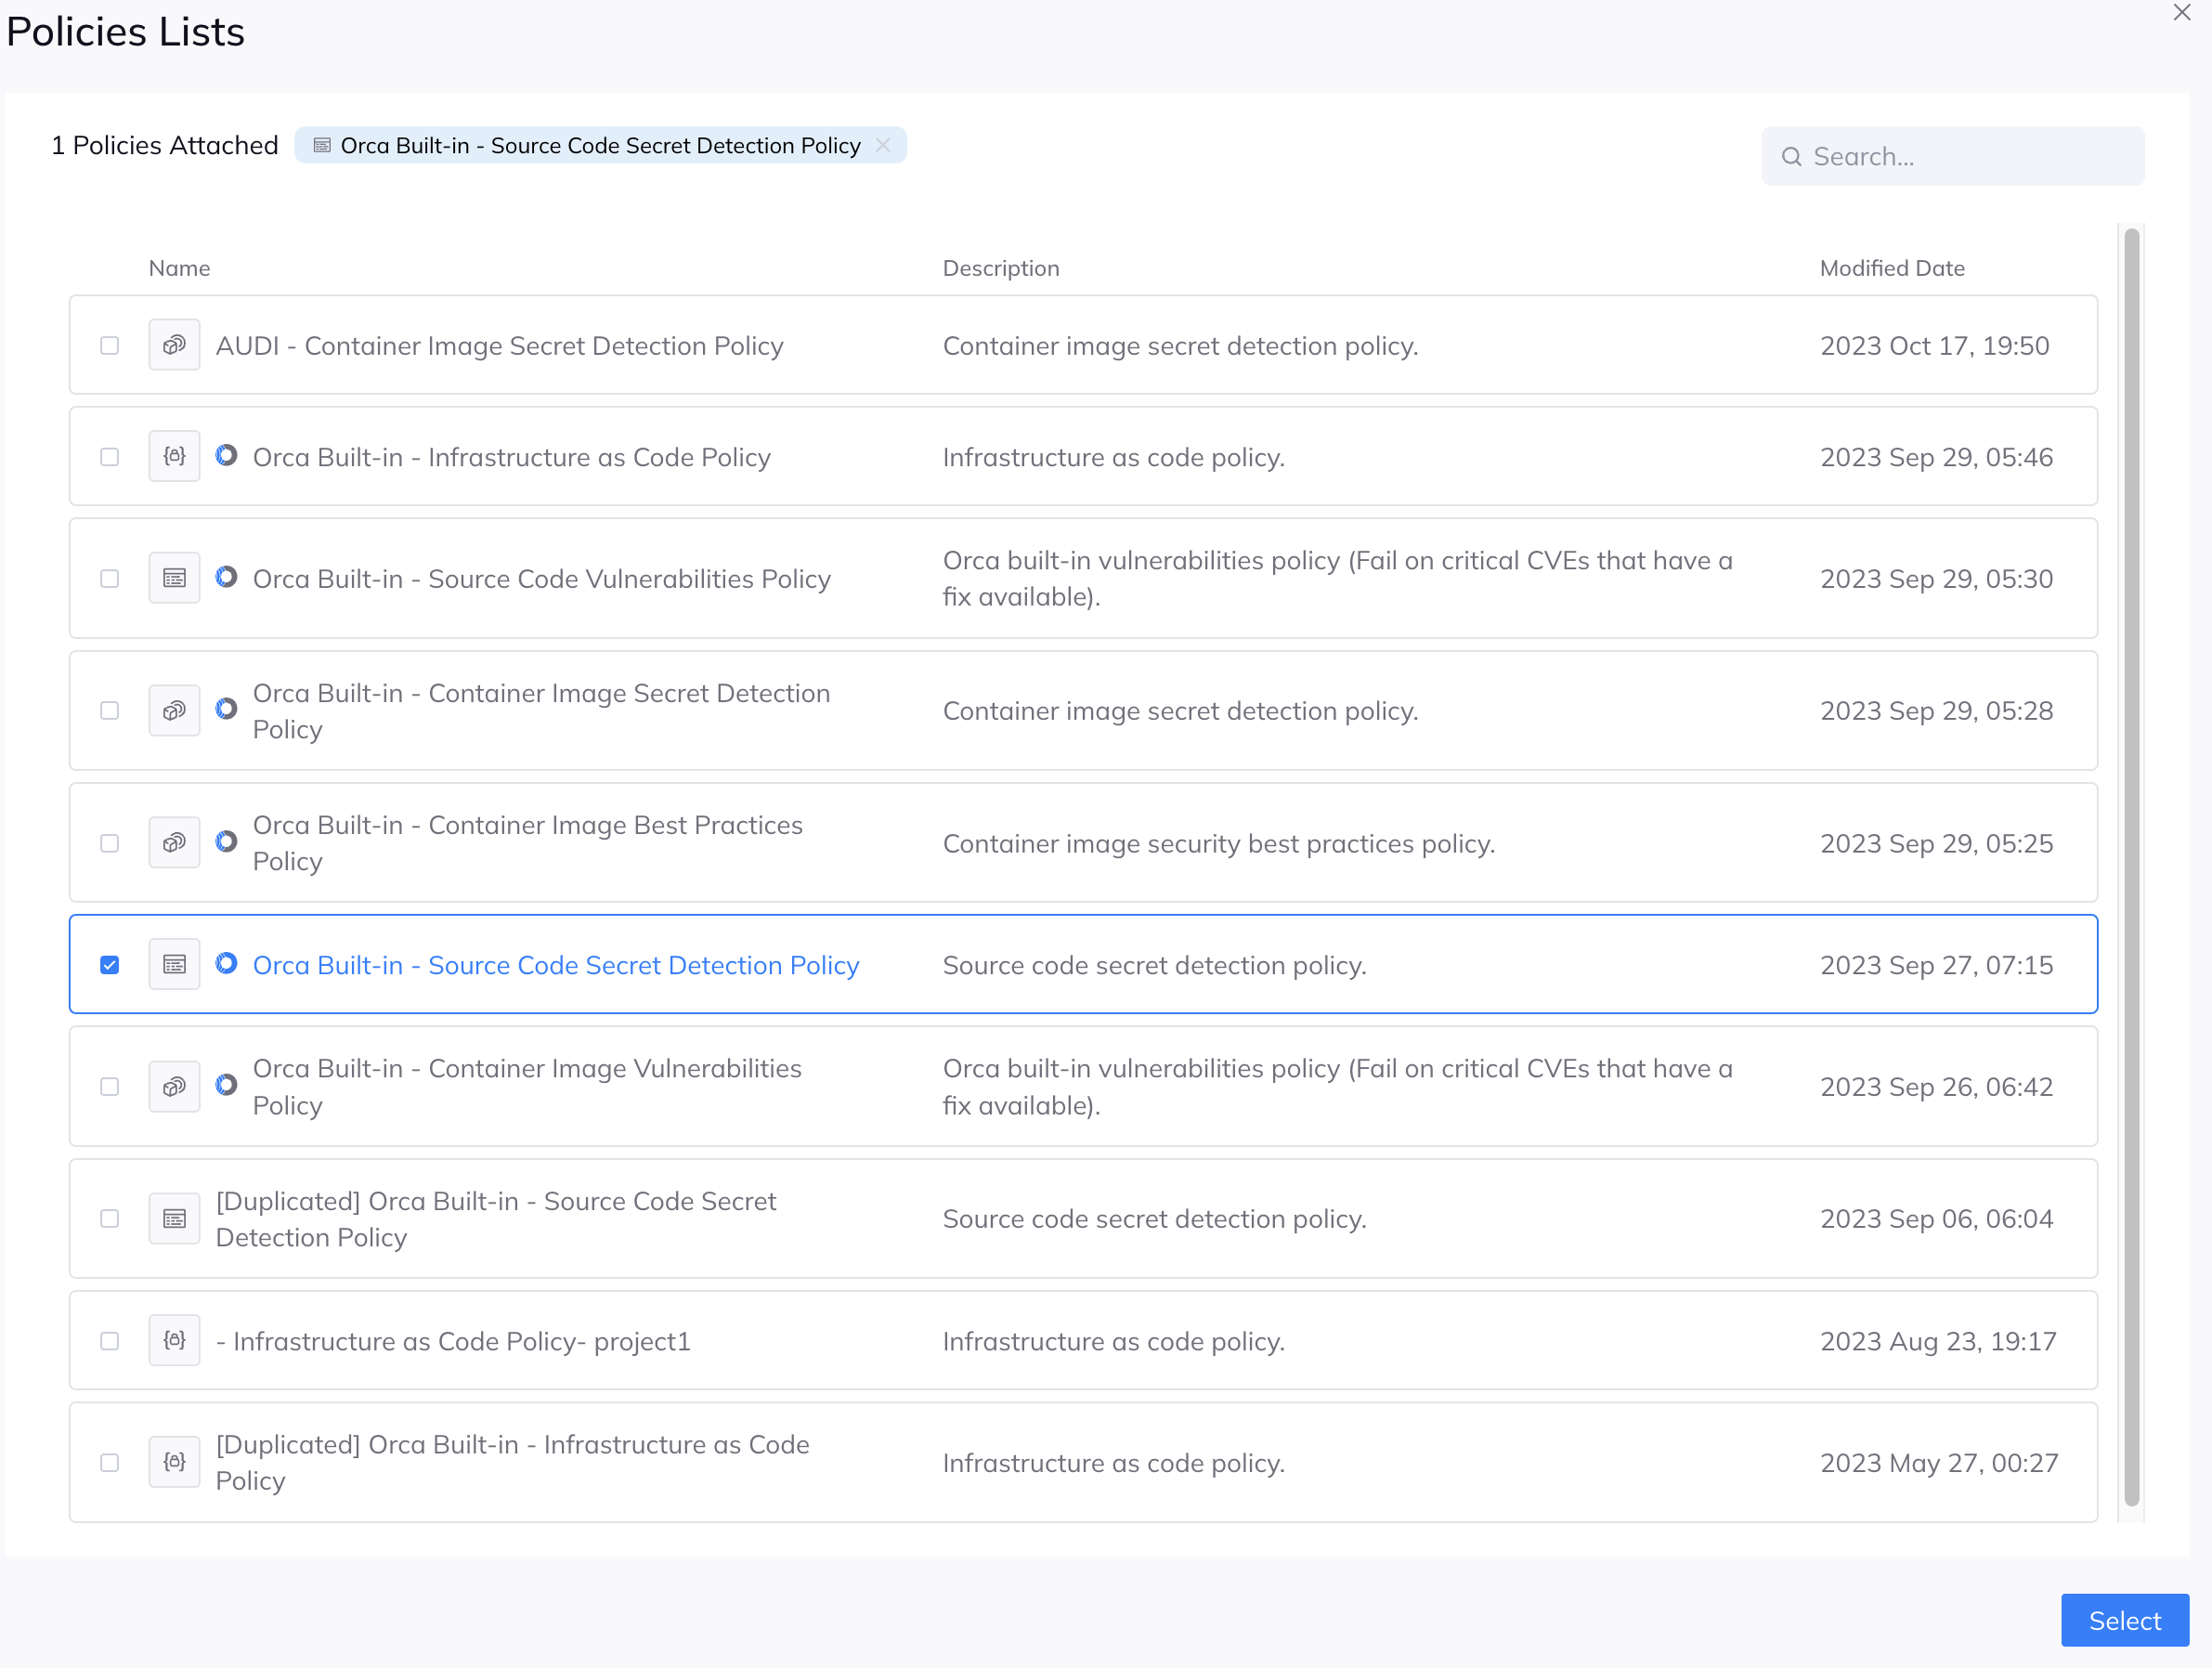 Policies Lists
1 Policies Attached Orca Built-in - Source Code Secret Detection Policy
Search...
Name Description Modified Date
AUDI - Container Image Secret Detection Policy Container image secret detection policy. 2023 Oct 17, 19:50
Orca Built-in - Infrastructure as Code Policy Infrastructure as code policy. 2023 Sep 29, 05:46
Orca Built-in - Source Code Vulnerabilities Policy
Orca built-in vulnerabilities policy (Fail on critical CVEs that have a
fix available).
2023 Sep 29, 05:30
Orca Built-in - Container Image Secret Detection
Policy
Container image secret detection policy.
2023 Sep 29, 05:28
Orca Built-in - Container Image Best Practices
Policy
Container image security best practices policy.
2023 Sep 29, 05:25
Orca Built-in - Source Code Secret Detection Policy Source code secret detection policy. 2023 Sep 27, 07:15
Orca Built-in - Container Image Vulnerabilities
Policy
Orca built-in vulnerabilities policy (Fail on critical CVEs that have a
fix available).
2023 Sep 26, 06:42
[Duplicated] Orca Built-in - Source Code Secret
Detection Policy
Source code secret detection policy.
2023 Sep 06, 06:04
- Infrastructure as Code Policy- project1 Infrastructure as code policy. 2023 Aug 23, 19:17
[Duplicated] Orca Built-in - Infrastructure as Code
Policy
Infrastructure as code policy.
2023 May 27, 00:27
Select